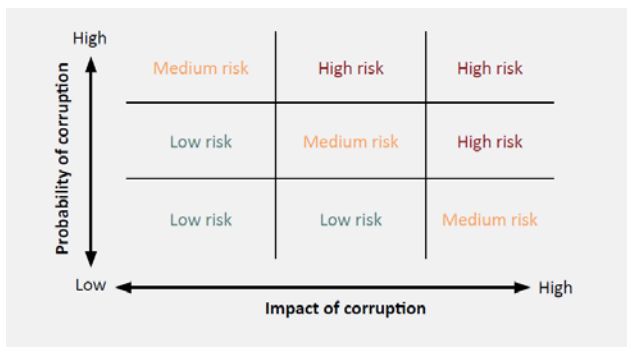 High
Medium risk High risk High risk
Probability of corruption
Low risk Medium risk High risk
Low risk Low risk Medium risk
Low High
Impact of corruption